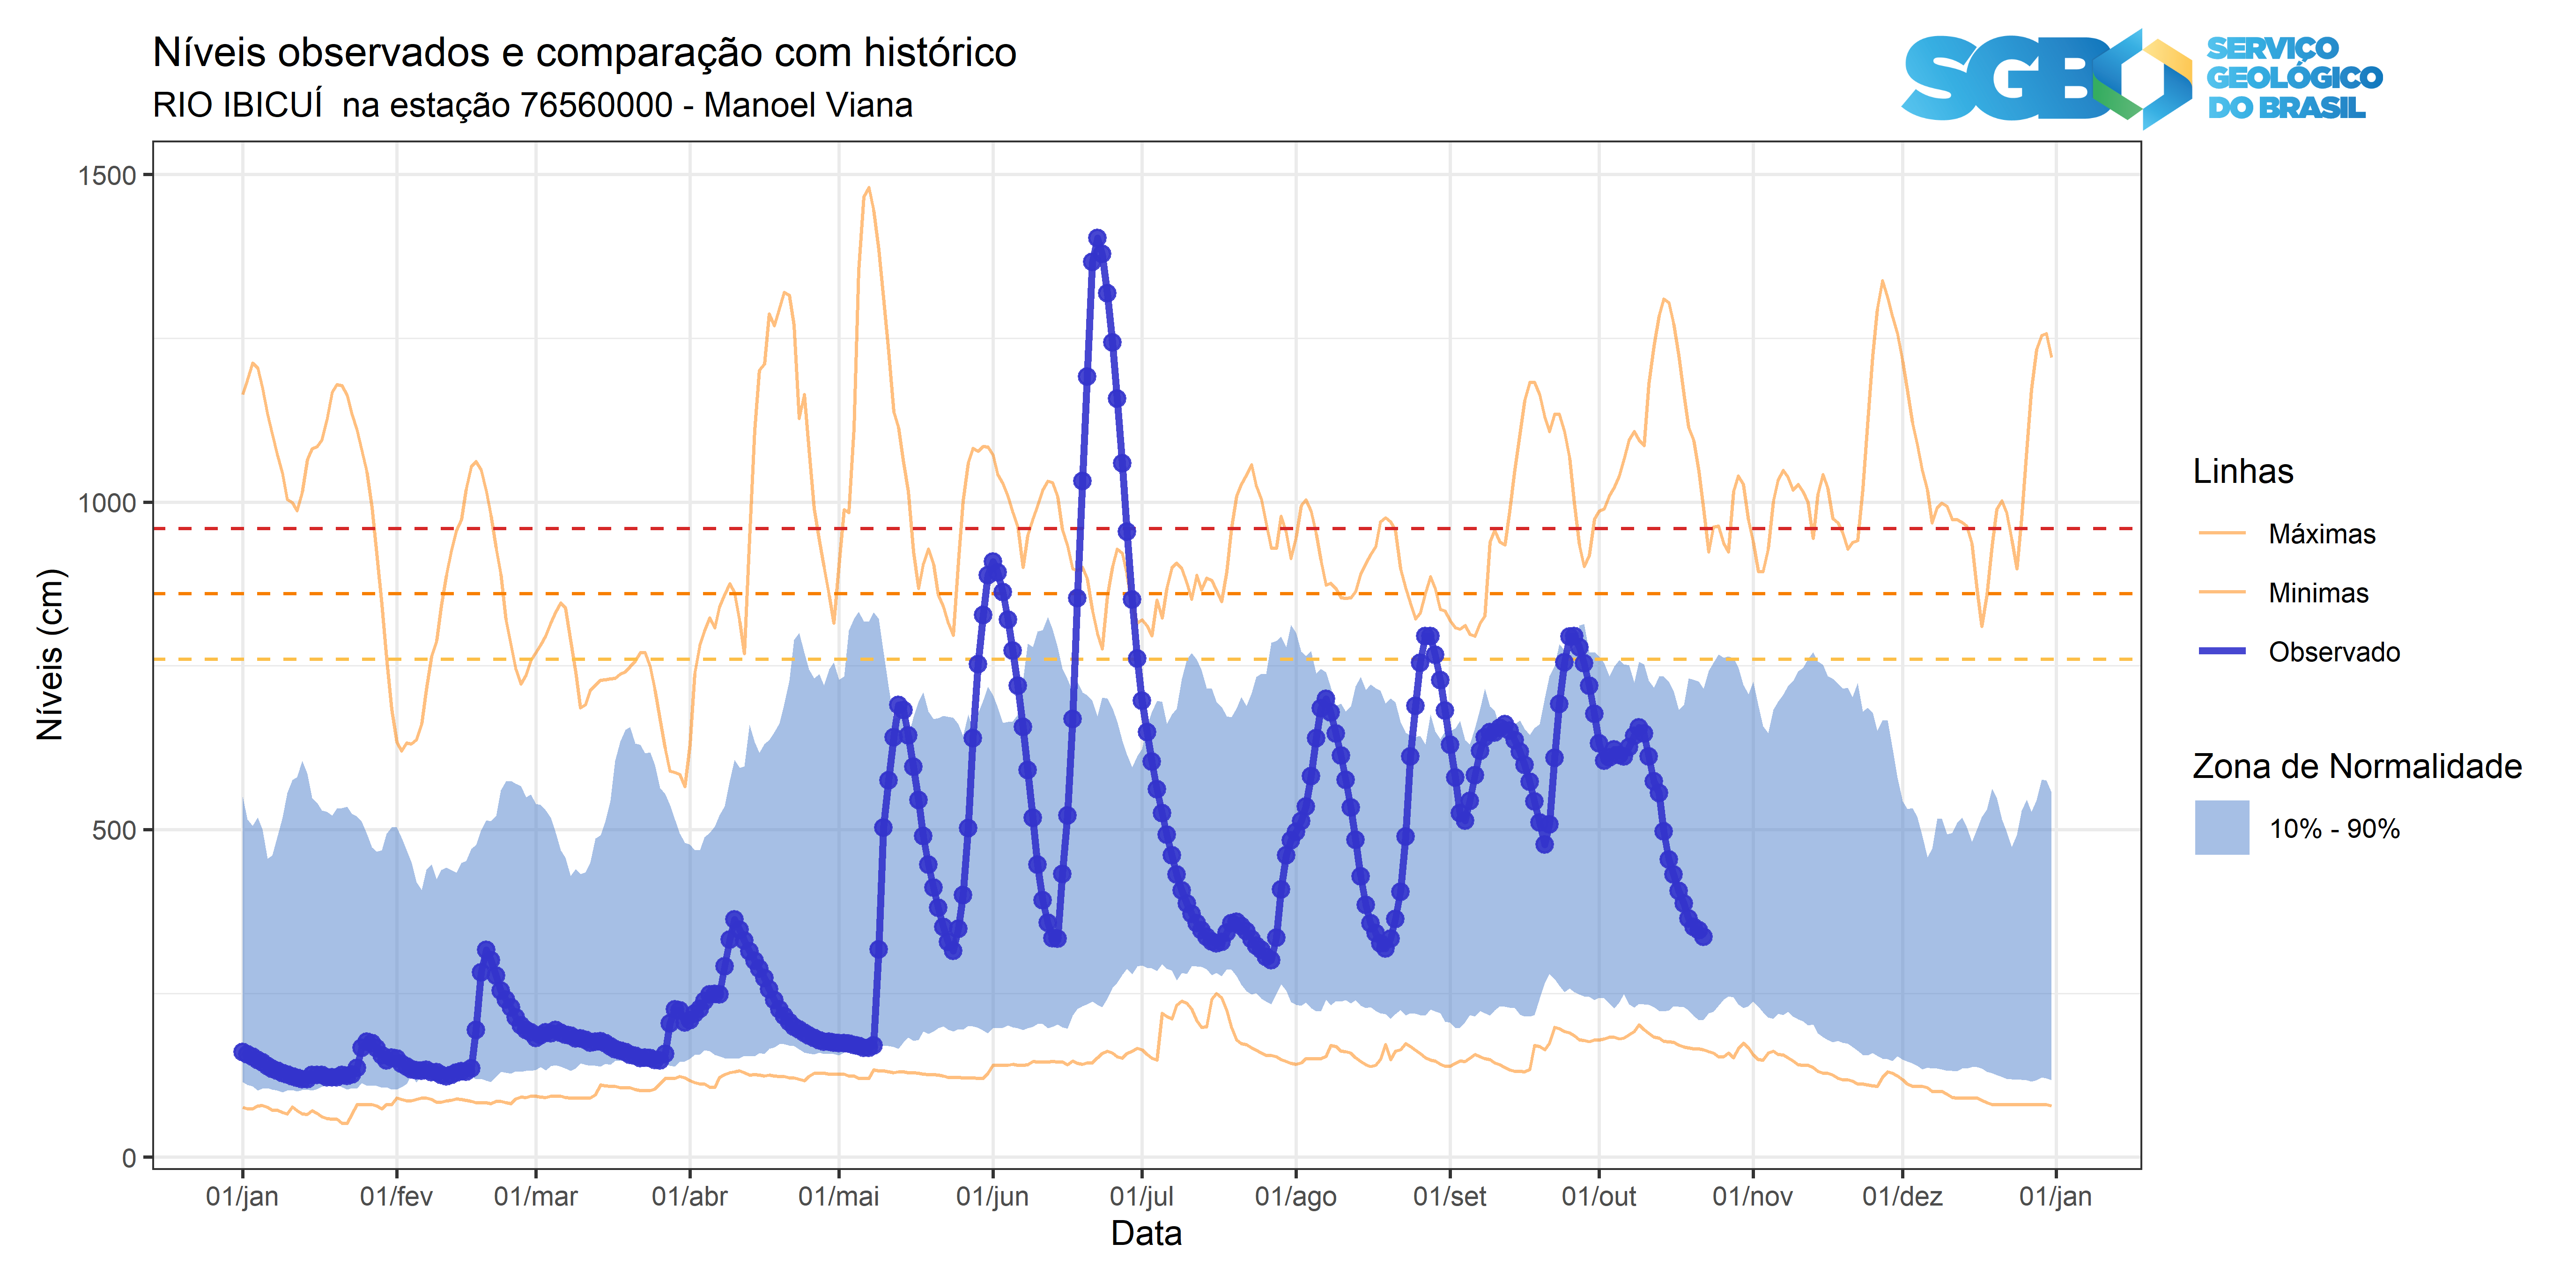 Níveis observados e comparação com histórico
RIO IBICUÍ  na estação 76560000 - Manoel Viana
SGB
SERVIÇO
GEOLÓGICO
DO BRASIL
1500
1000
500
0
Níveis (cm)
01/jan
01/fev
01/mar
01/abr
01/mai
01/jun
01/jul
01/ago
01/set
01/out
01/nov
01/dez
01/jan
Data
Linhas
Máximas
Minimas
Observado
Zona de Normalidade
10% - 90%